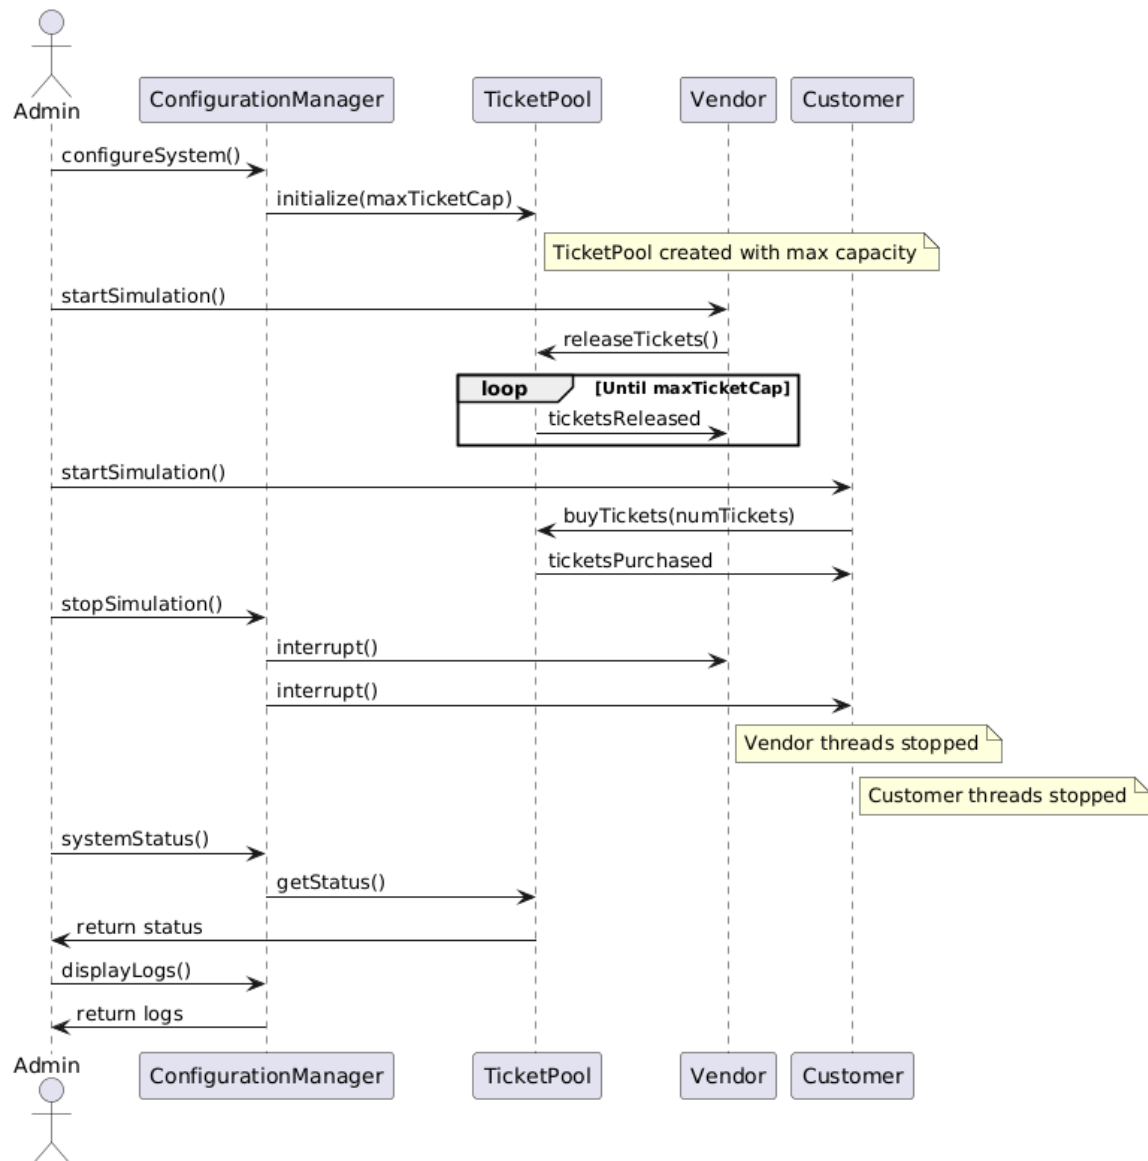 Admin
ConfigurationManager
TicketPool
Vendor
Customer
configureSystem()
initialize(maxTicketCap)
TicketPool created with max capacity
startSimulation()
releaseTickets()
loop
[Until maxTicketCap]
ticketsReleased
startSimulation()
buyTickets(numTickets)
ticketsPurchased
stopSimulation()
interrupt()
interrupt()
Vendor threads stopped
Customer threads stopped
systemStatus()
getStatus()
return status
displayLogs()
return logs
Admin
ConfigurationManager
TicketPool
Vendor
Customer